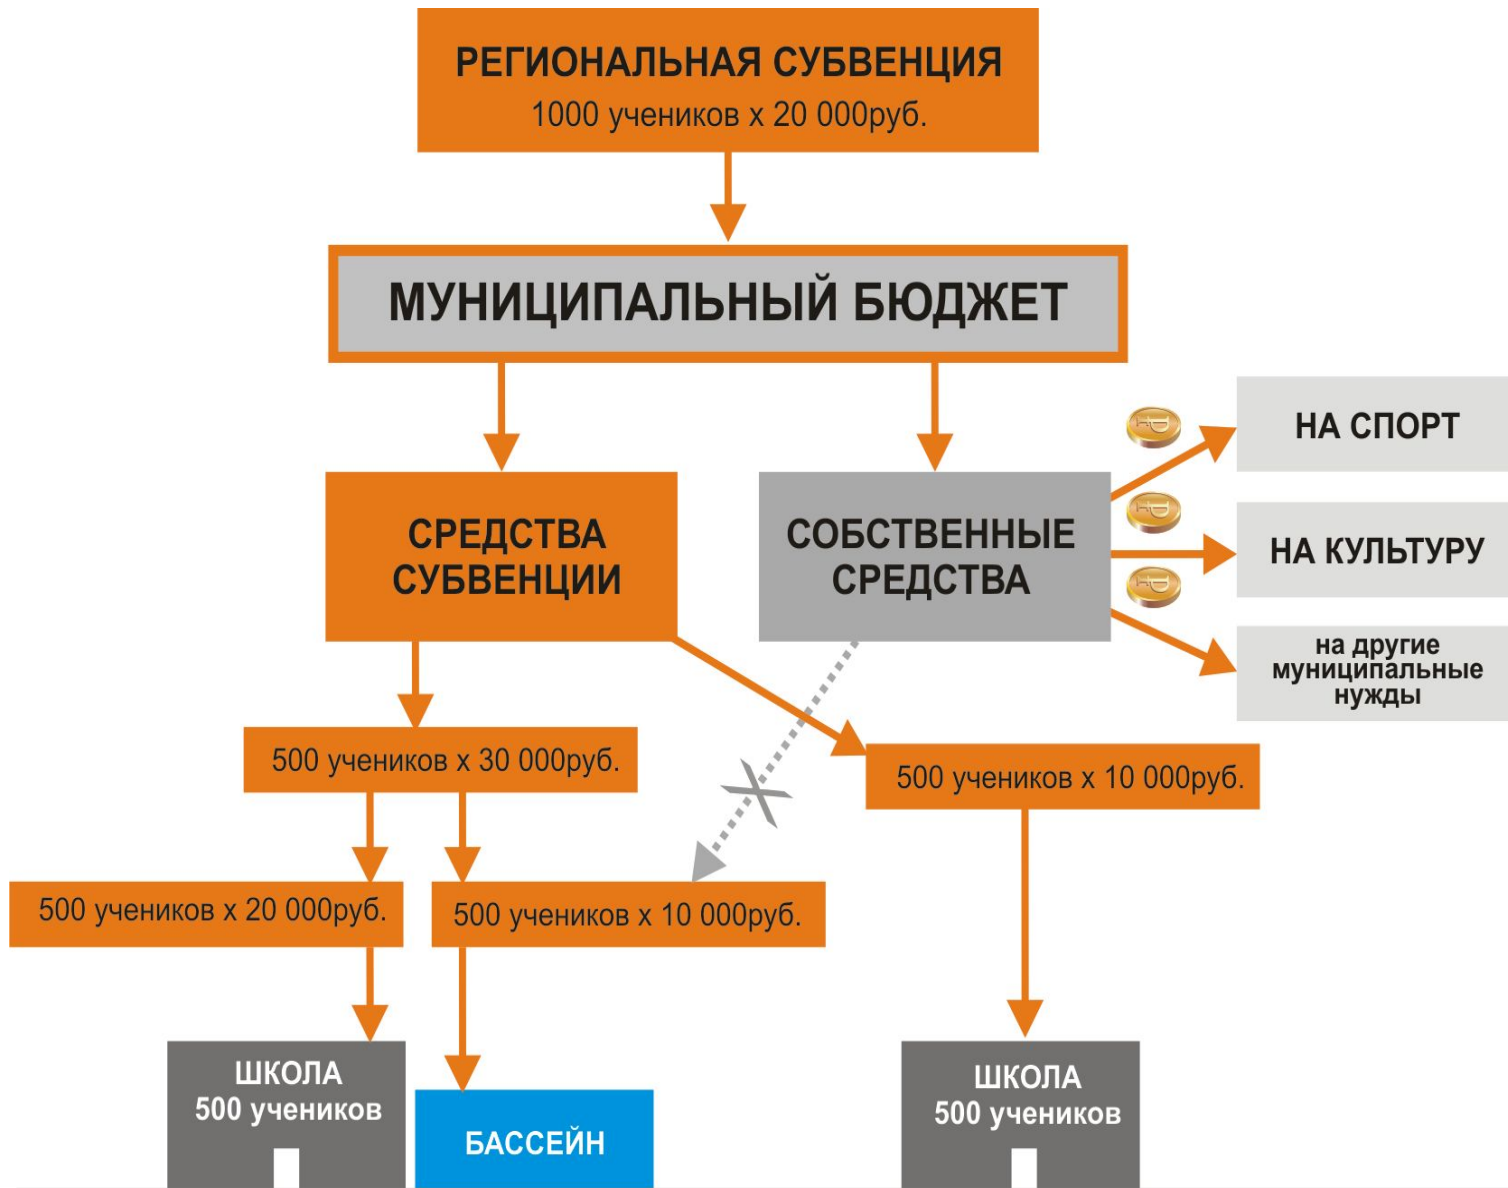 РЕГИОНАЛЬНАЯ СУБВЕНЦИЯ
1000 учеников х 20 000руб.
МУНИЦИПАЛЬНЫЙ БЮДЖЕТ
СРЕДСТВА
СУБВЕНЦИИ
СОБСТВЕННЫЕ
СРЕДСТВА
НА СПОРТ
НА КУЛЬТУРУ
на другие
муниципальные
нужды
500 учеников х 30 000руб.
500 учеников х 10 000руб.
500 учеников х 20 000руб.
500 учеников х 10 000руб.
ШКОЛА
500 учеников
БАССЕЙН
ШКОЛА
500 учеников